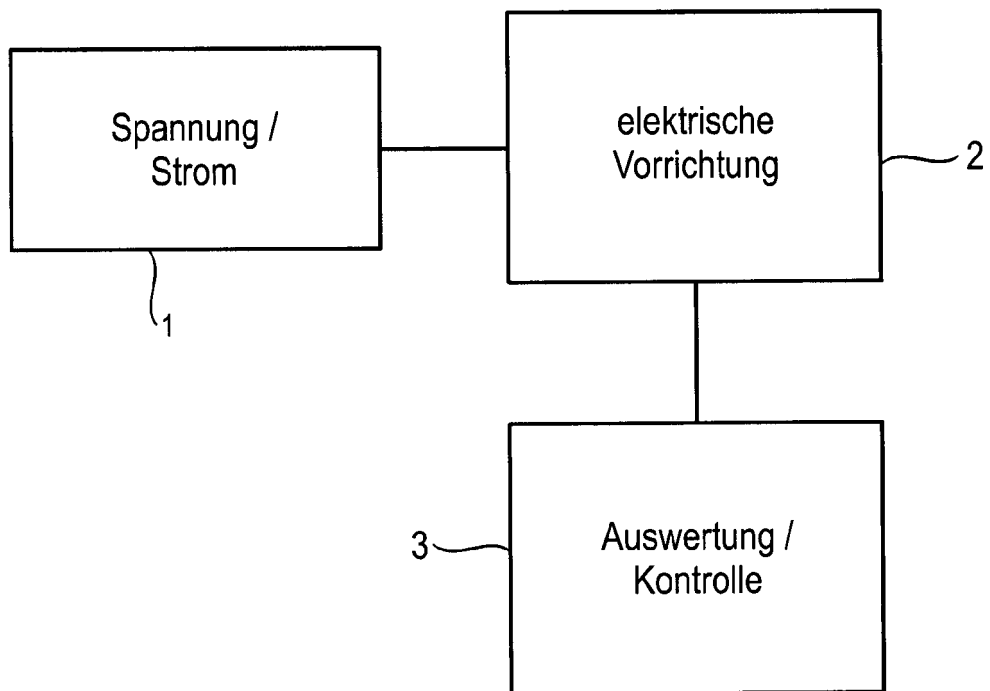 Spannung /
Strom
1
elektrische
Vorrichtung
2
3
Auswertung /
Kontrolle